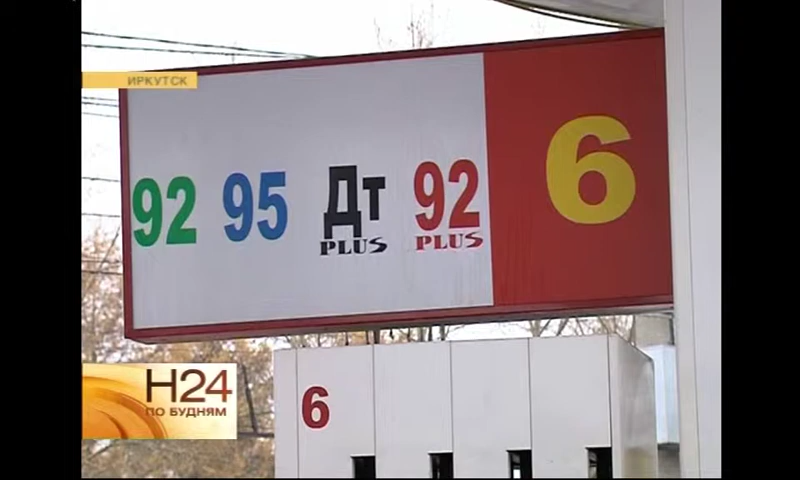 ИРКУТСК
92 95 Дт PLUS 92 PLUS 6
6
Н24
ПО БУДНЯМ